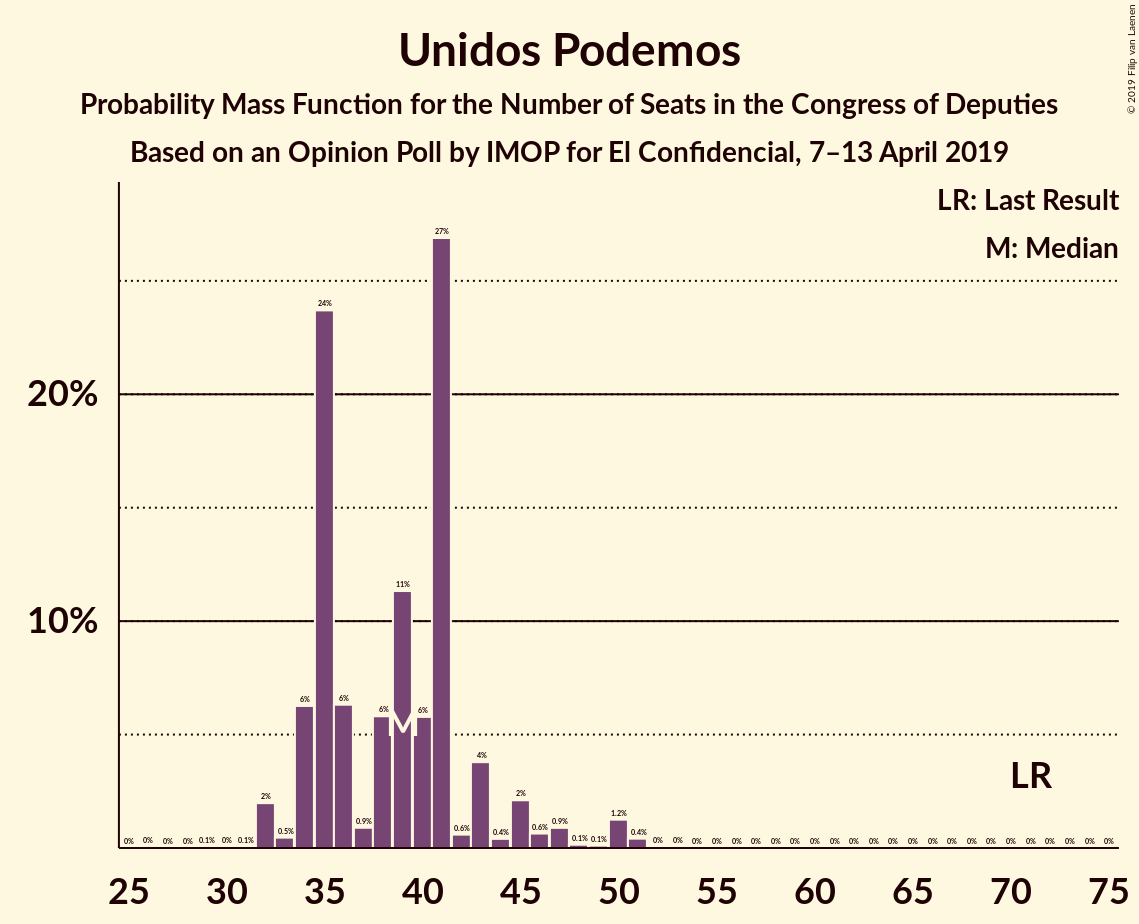 Unidos Podemos
Probability Mass Function for the Number of Seats in the Congress of Deputies
Based on an Opinion Poll by IMOP for El Confidencial, 7–13 April 2019
© 2019 Filip van Laenen
LR: Last Result
M: Median
20%
10%
0% 0% 0% 0% 0.1% 0% 0.1% 2% 0.5% 6% 24% 6% 0.9% 6% 11% 6% 27% 0.6% 4% 0.4% 2% 0.6% 0.9% 0.1% 0.1% 1.2% 0.4% 0% 0% 0% 0% 0% 0% 0% 0% 0% 0% 0% 0% 0% 0% 0% 0% 0% 0% 0% 0% 0% 0% 0% 0%
M
LR
25 30 35 40 45 50 55 60 65 70 75